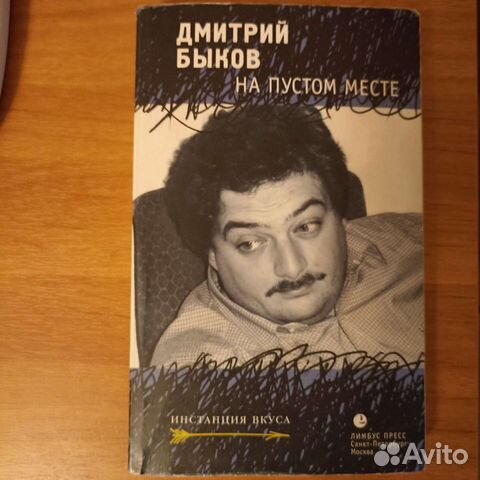 ДМИТРИЙ
БЫКОВ
НА ПУСТОМ МЕСТЕ
ИНСТАНЦИЯ ВКУСА
ЛИМБУС ПРЕСС
Санкт-Петербург
Москва
Avito